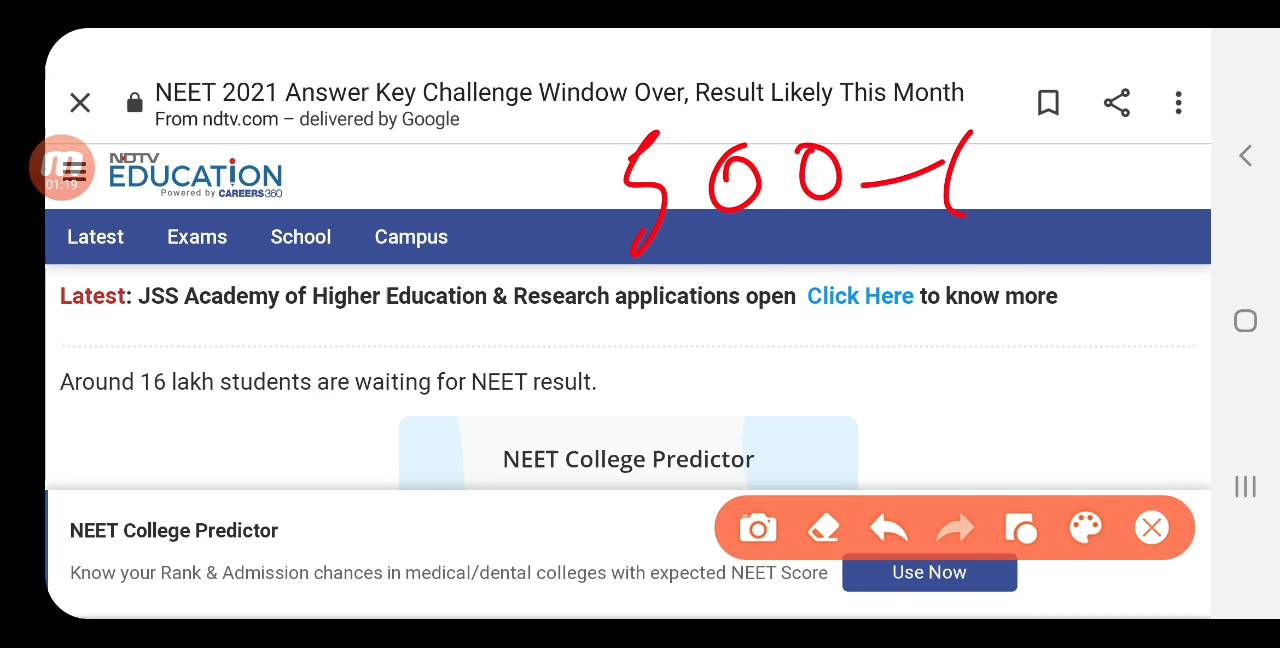 NEET 2021 Answer Key Challenge Window Over, Result Likely This Month
From ndtv.com – delivered by Google
01:19
NDTV
EDUCATION
Powered by CAREERS360
500-
Latest Exams School Campus
Latest: JSS Academy of Higher Education & Research applications open Click Here to know more
Around 16 lakh students are waiting for NEET result.
NEET College Predictor
NEET College Predictor
Know your Rank & Admission chances in medical/dental colleges with expected NEET Score
Use Now